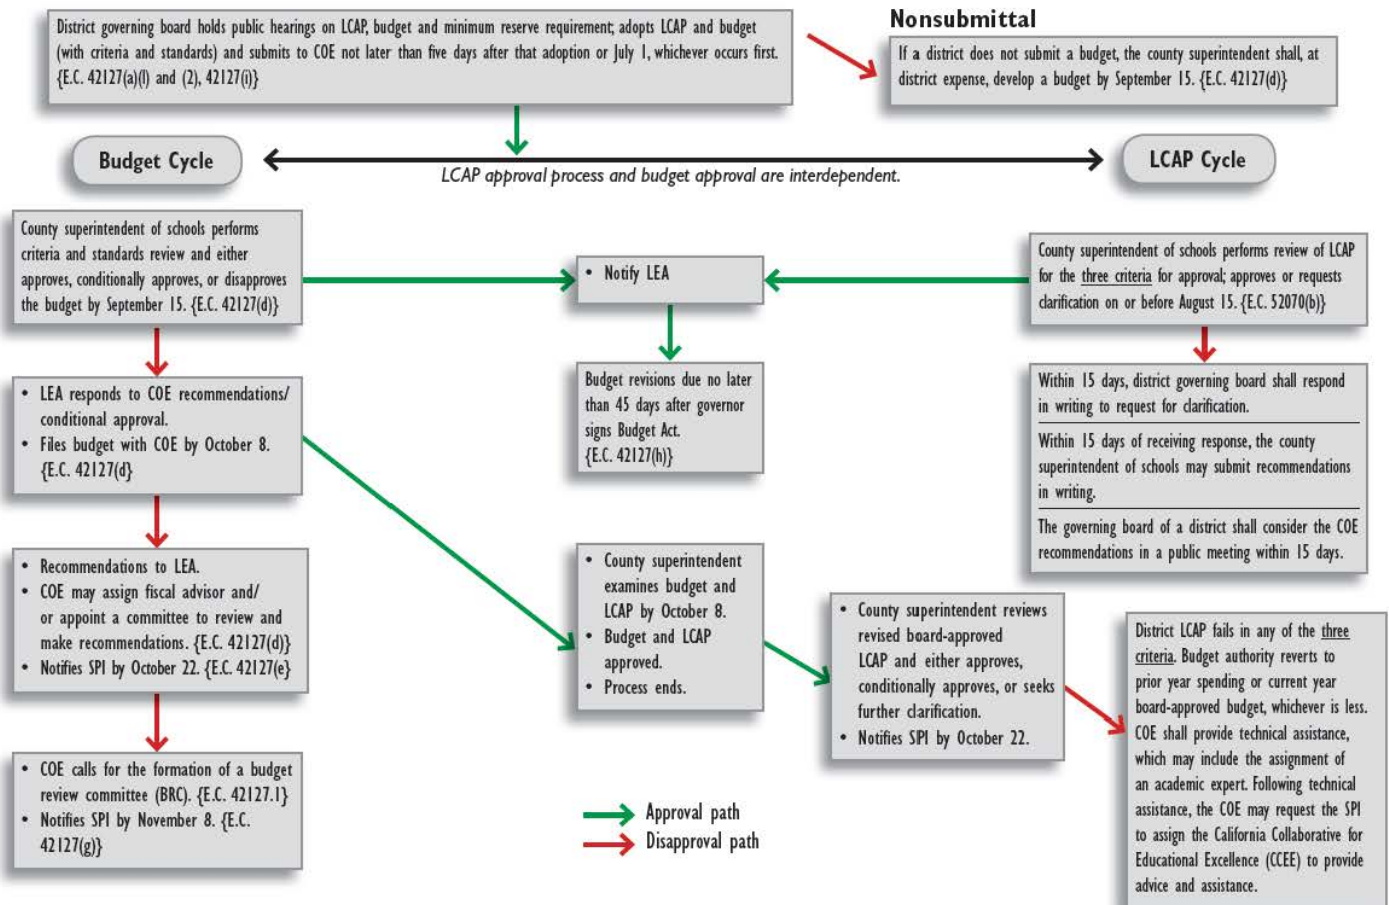 District governing board holds public hearings on LCAP, budget and minimum reserve requirement; adopts LCAP and budget
(with criteria and standards) and submits to COE not later than five days after that adoption or July 1, whichever occurs first.
{E.C. 42127(a)(l) and (2), 42127(i)}
Nonsubmittal
If a district does not submit a budget, the county superintendent shall, at
district expense, develop a budget by September 15. {E.C. 42127(d)}
Budget Cycle
LCAP approval process and budget approval are interdependent.
LCAP Cycle
County superintendent of schools performs
criteria and standards review and either
approves, conditionally approves, or disapproves
the budget by September 15. {E.C. 42127(d)}
• Notify LEA
County superintendent of schools performs review of LCAP
for the three criteria for approval; approves or requests
clarification on or before August 15. {E.C. 52070(b)}
• LEA responds to COE recommendations/
conditional approval.
• Files budget with COE by October 8.
{E.C. 42127(d}
Budget revisions due no later
than 45 days after governor
signs Budget Act.
{E.C. 42127(h)}
Within 15 days, district governing board shall respond
in writing to request for clarification.
Within 15 days of receiving response, the county
superintendent of schools may submit recommendations
in writing.
The governing board of a district shall consider the COE
recommendations in a public meeting within 15 days.
• Recommendations to LEA.
• COE may assign fiscal advisor and/
or appoint a committee to review and
make recommendations. {E.C. 42127(d)}
• Notifies SPI by October 22. {E.C. 42127(e}
• County superintendent
examines budget and
LCAP by October 8.
• Budget and LCAP
approved.
• Process ends.
• County superintendent reviews
revised board-approved
LCAP and either approves,
conditionally approves, or seeks
further clarification.
• Notifies SPI by October 22.
District LCAP fails in any of the three
criteria. Budget authority reverts to
prior year spending or current year
board-approved budget, whichever is less.
COE shall provide technical assistance,
which may include the assignment of
an academic expert. Following technical
assistance, the COE may request the SPI
to assign the California Collaborative for
Educational Excellence (CCEE) to provide
advice and assistance.
• COE calls for the formation of a budget
review committee (BRC). {E.C. 42127.1}
• Notifies SPI by November 8. {E.C.
42127(g)}
Approval path
Disapproval path